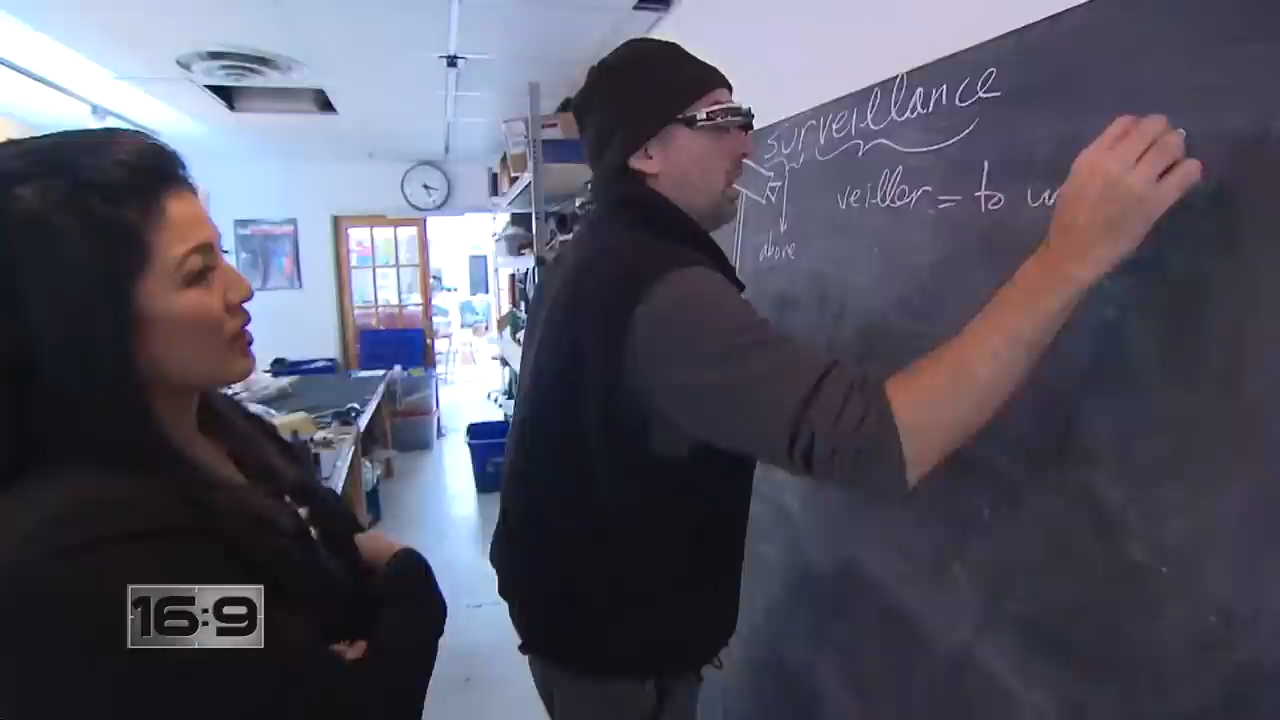 surveillance
veiller = to w
above
16:9